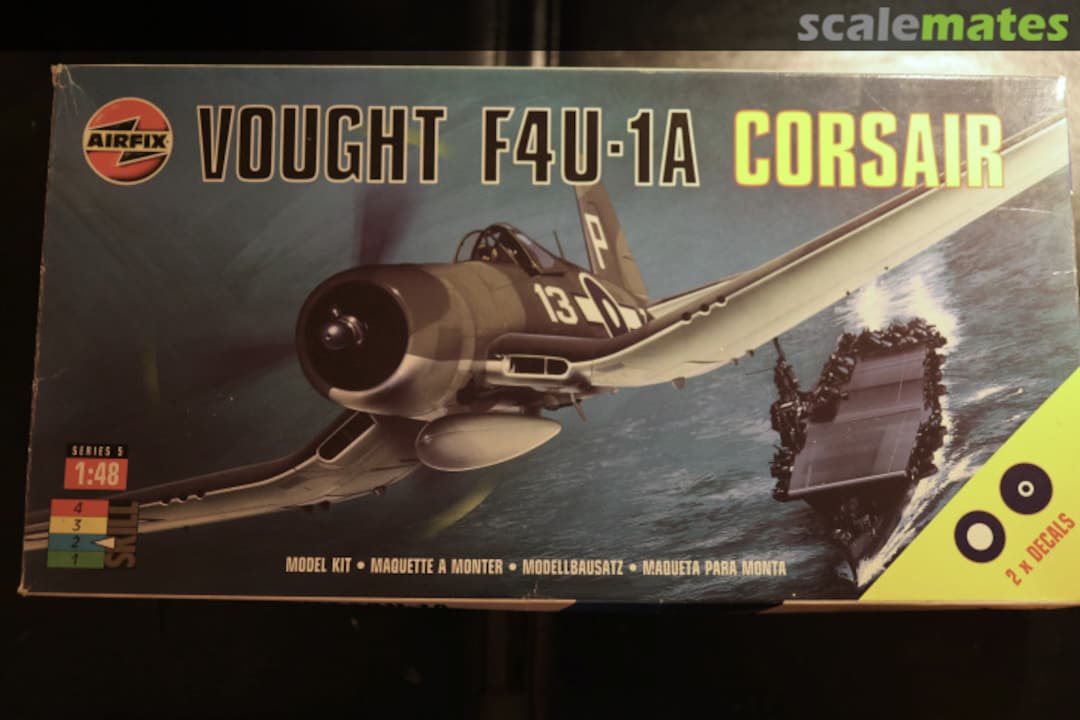 scalemates
AIRFIX
VOUGHT F4U-1A CORSAIR
P
13
SERIES 5
1:48
4
3
2
1
SKILL
MODEL KIT • MAQUETTE A MONTER • MODELLBAUSATZ • MAQUETA PARA MONTA
2 x DECALS